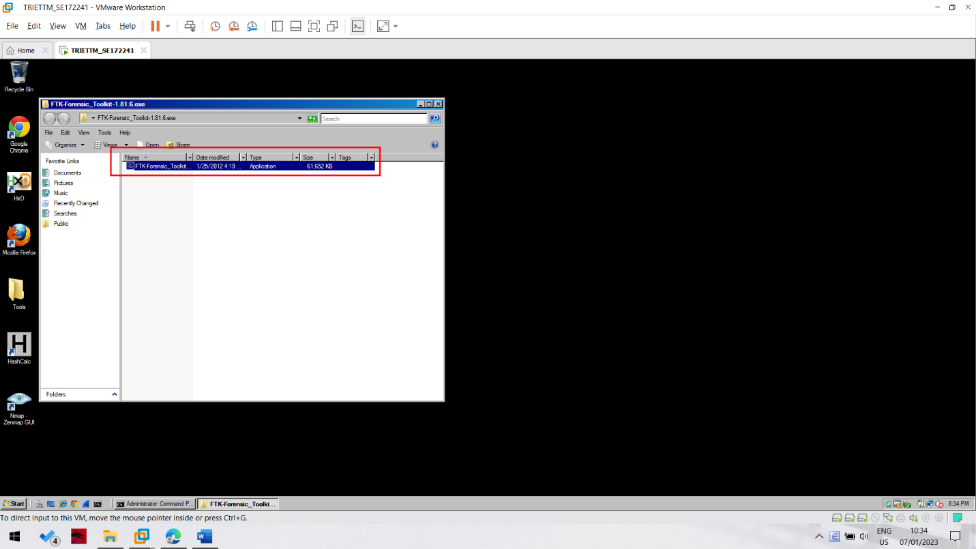 TRIETTM_SE172241 - VMware Workstation
File Edit View VM Tabs Help
Home TRIETTM_SE172241
Recycle Bin
Google Chrome
HxD
Mozilla Firefox
Tools
HashCalc
Nmap - Zenmap GUI
FTK-Forensic_Toolkit-1.81.6.exe
FTK-Forensic_Toolkit-1.81.6.exe Search
File Edit View Tools Help
Organize Views Open Share
Favorite Links
Documents
Pictures
Music
Recently Changed
Searches
Public
Folders
Name Date modified Type Size Tags
FTK-Forensic_Toolkit... 1/25/2012 4:10 ... Application 61,652 KB
Start Administrator: Command P... FTK-Forensic_Toolki... 8:34 PM
To direct input to this VM, move the mouse pointer inside or press Ctrl+G.
4
ENG
US
10:34
07/01/2023